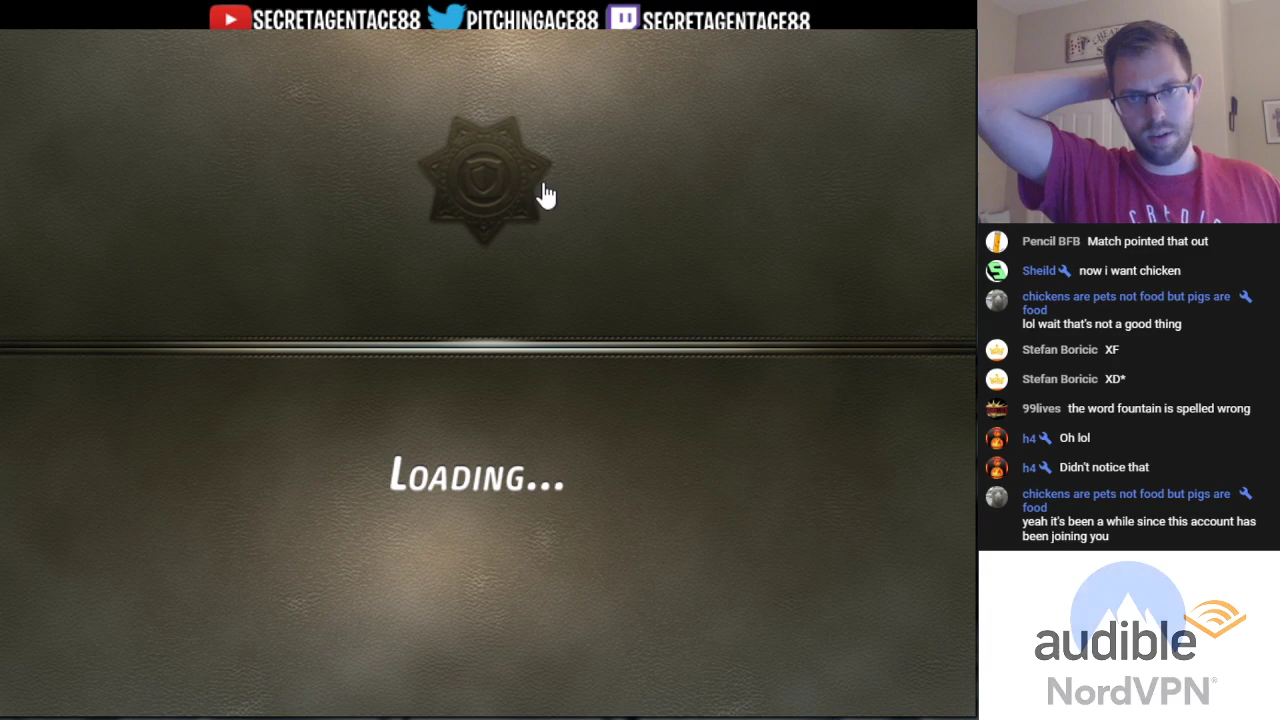 SECRETAGENTACE88 PITCHINGACE88 SECRETAGENTACE88
Pencil BFB Match pointed that out
Sheild now i want chicken
chickens are pets not food but pigs are
food
lol wait that's not a good thing
Stefan Boricic XF
Stefan Boricic XD*
99lives the word fountain is spelled wrong
h4 Oh lol
h4 Didn't notice that
chickens are pets not food but pigs are
food
yeah it's been a while since this account has
been joining you
LOADING...
audible
NordVPN®